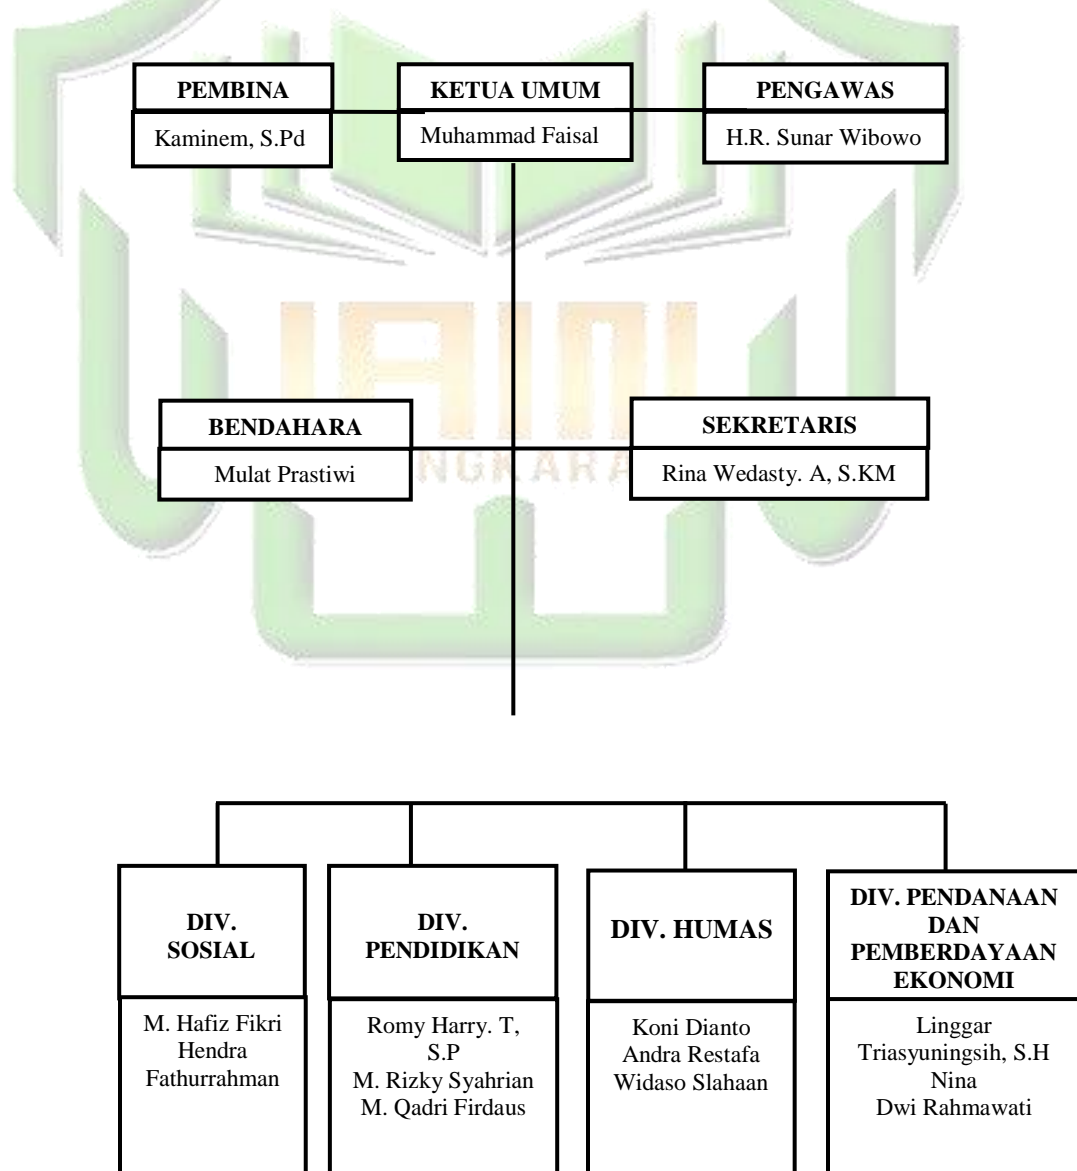 PEMBINA
KETUA UMUM
PENGAWAS
Kaminem, S.Pd
Muhammad Faisal
H.R. Sunar Wibowo
BENDAHARA
SEKRETARIS
Mulat Prastiwi
Rina Wedasty. A, S.KM
IAIN
NGKARA
DIV.
SOSIAL
DIV.
PENDIDIKAN
DIV. HUMAS
DIV. PENDANAAN
DAN
PEMBERDAYAAN
EKONOMI
M. Hafiz Fikri
Hendra
Fathurrahman
Romy Harry. T,
S.P
M. Rizky Syahrian
M. Qadri Firdaus
Koni Dianto
Andra Restafa
Widaso Slahaan
Linggar
Triasyuningsih, S.H
Nina
Dwi Rahmawati